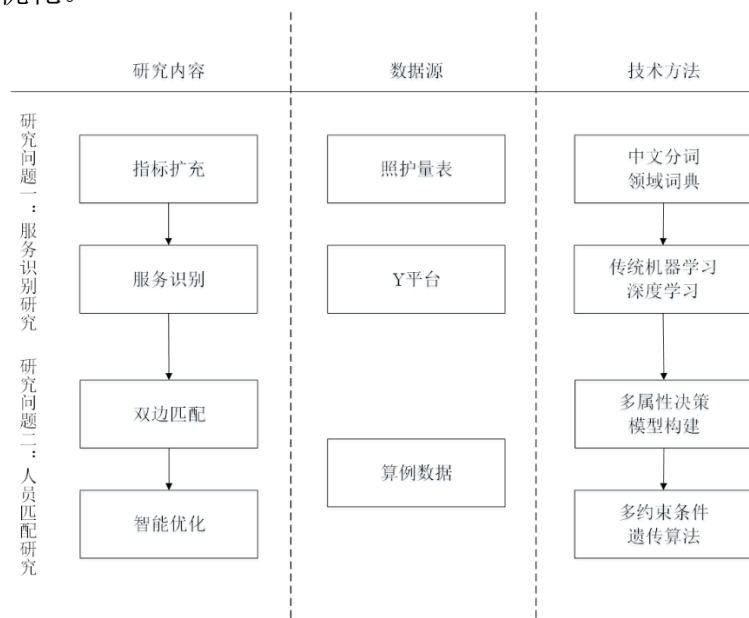 优化。
研究内容
数据源
技术方法
研究问题一：服务识别研究
指标扩充
照护量表
中文分词
领域词典
服务识别
Y平台
传统机器学习
深度学习
研究问题二：人员匹配研究
双边匹配
算例数据
多属性决策
模型构建
智能优化
多约束条件
遗传算法